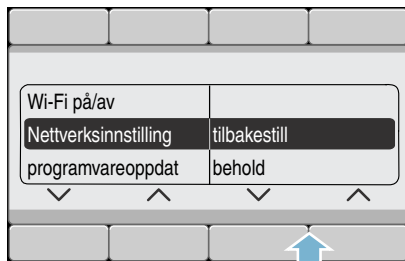 Wi-Fi på/av
Nettverksinnstilling tilbakestill
programvareoppdat behold